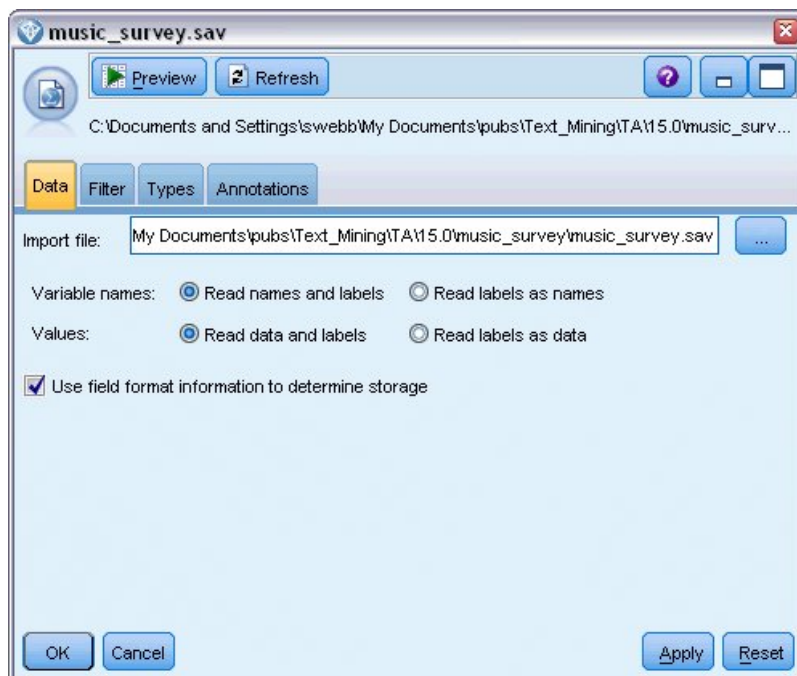 music_survey.sav
Preview Refresh
C:\Documents and Settings\swebb\My Documents\pubs\Text_Mining\TA\15.0\music_surv...
Data Filter Types Annotations
Import file: My Documents\pubs\Text_Mining\TA\15.0\music_survey\music_survey.sav ...
Variable names: Read names and labels Read labels as names
Values: Read data and labels Read labels as data
Use field format information to determine storage
OK Cancel Apply Reset